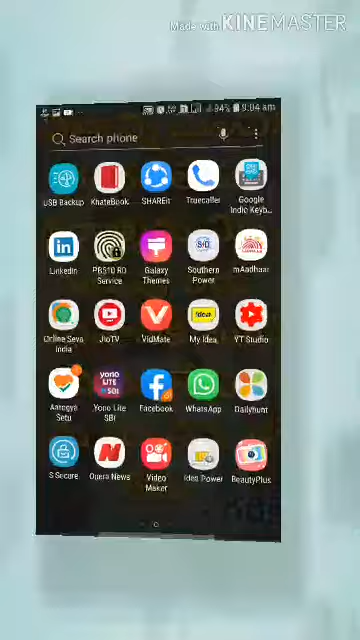 Made with KINEMASTER
94% 9:04 am
Search phone
USB Backup KhateBook SHAREit Truecaller Google
Indic Keyb...
LinkedIn PB510 RD Galaxy Southern mAadhaar
Service Themes Power
Online Seva JioTV VidMate My Idea YT Studio
India
Aarogya Yono Lite Facebook WhatsApp Dailyhunt
Setu SBI
S Secure. Opera News Video Idea Power BeautyPlus
Maker